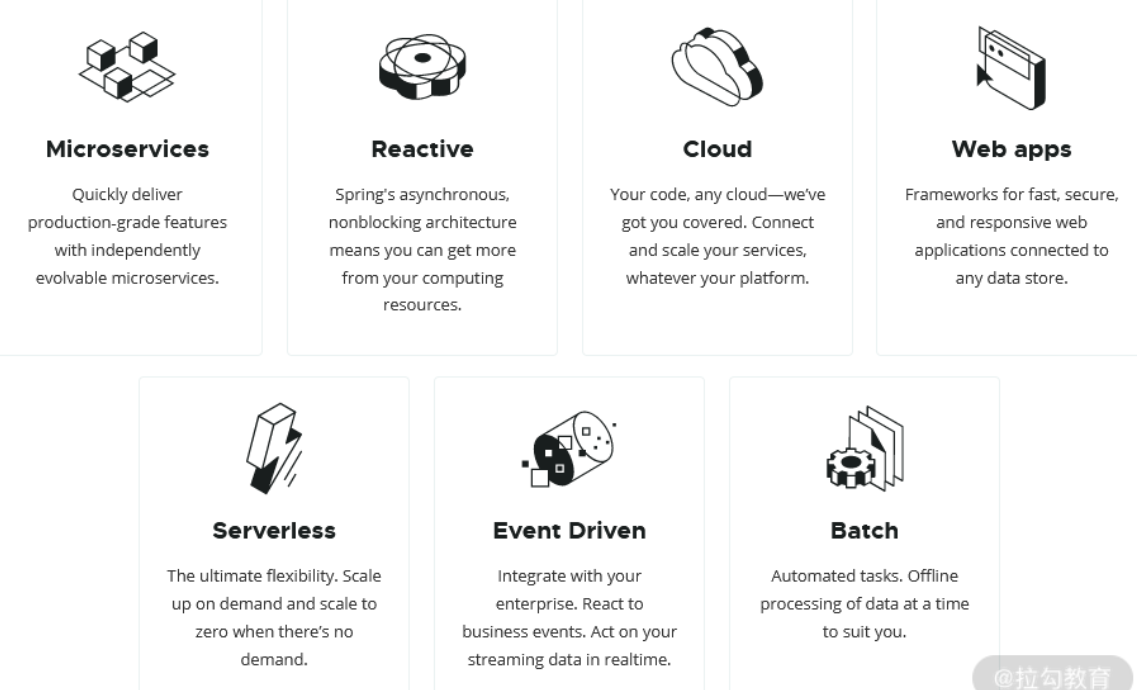 Microservices
Quickly deliver
production-grade features
with independently
evolvable microservices.
Reactive
Spring's asynchronous,
nonblocking architecture
means you can get more
from your computing
resources.
Cloud
Your code, any cloud—we’ve
got you covered. Connect
and scale your services,
whatever your platform.
Web apps
Frameworks for fast, secure,
and responsive web
applications connected to
any data store.
Serverless
The ultimate flexibility. Scale
up on demand and scale to
zero when there’s no
demand.
Event Driven
Integrate with your
enterprise. React to
business events. Act on your
streaming data in realtime.
Batch
Automated tasks. Offline
processing of data at a time
to suit you.
@拉勾教育